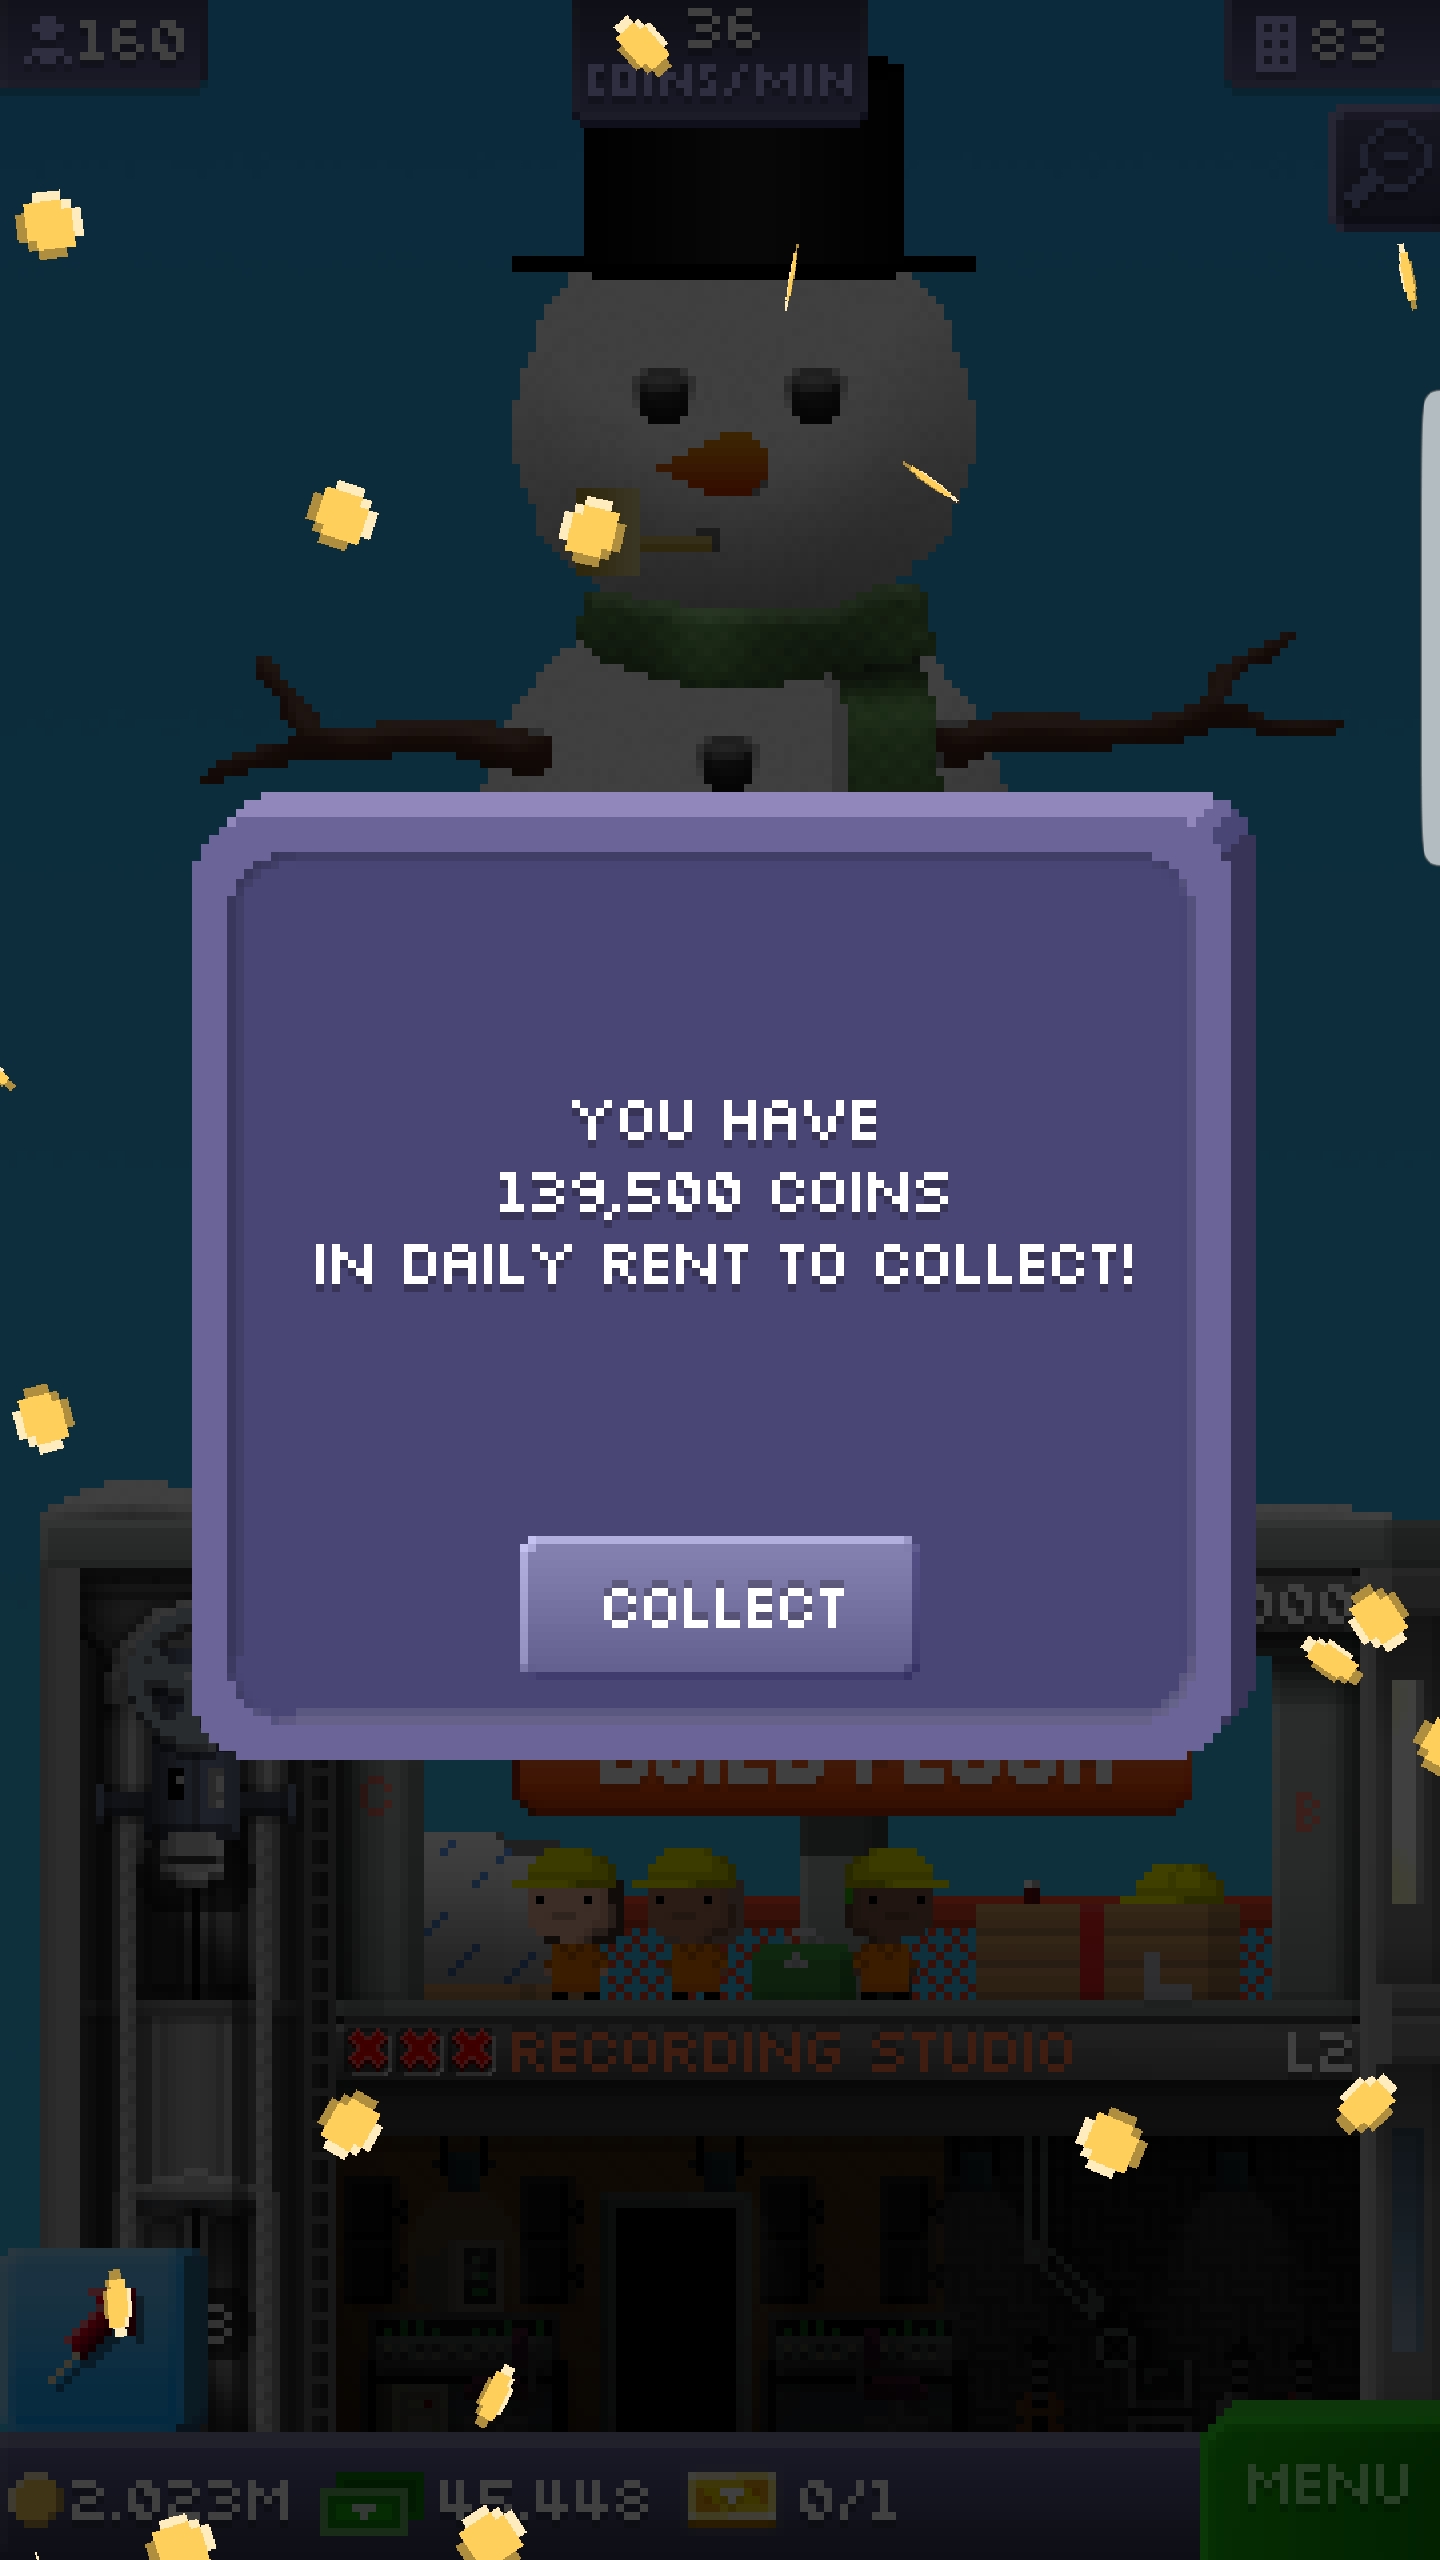 160
36
COINS/MIN
83
YOU HAVE
139,500 COINS
IN DAILY RENT TO COLLECT!
COLLECT
BUILD FLOOR
C
B
RECORDING STUDIO
L2
2.023M
45,448
0/1
MENU